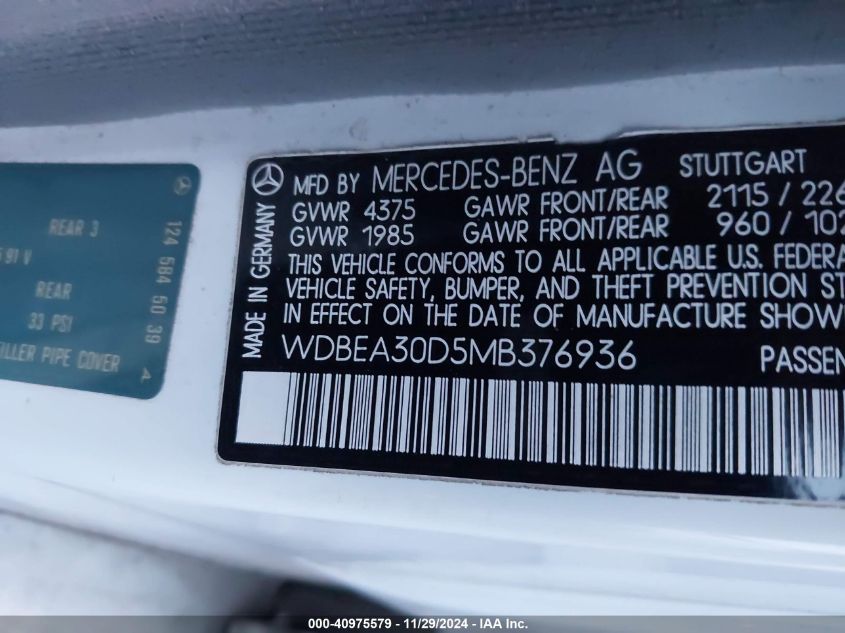 REAR 3
5 91 V
REAR
33 PSI
FILLER PIPE COVER
124 584 50 39 A
MADE IN GERMANY
MFD BY MERCEDES-BENZ AG STUTTGART
GVWR 4375 GAWR FRONT/REAR 2115 / 226
GVWR 1985 GAWR FRONT/REAR 960 / 102
THIS VEHICLE CONFORMS TO ALL APPLICABLE U.S. FEDERA
VEHICLE SAFETY, BUMPER, AND THEFT PREVENTION ST
IN EFFECT ON THE DATE OF MANUFACTURE SHOW
WDBEA30D5MB376936 PASSEN
000-40975579 - 11/29/2024 - IAA Inc.